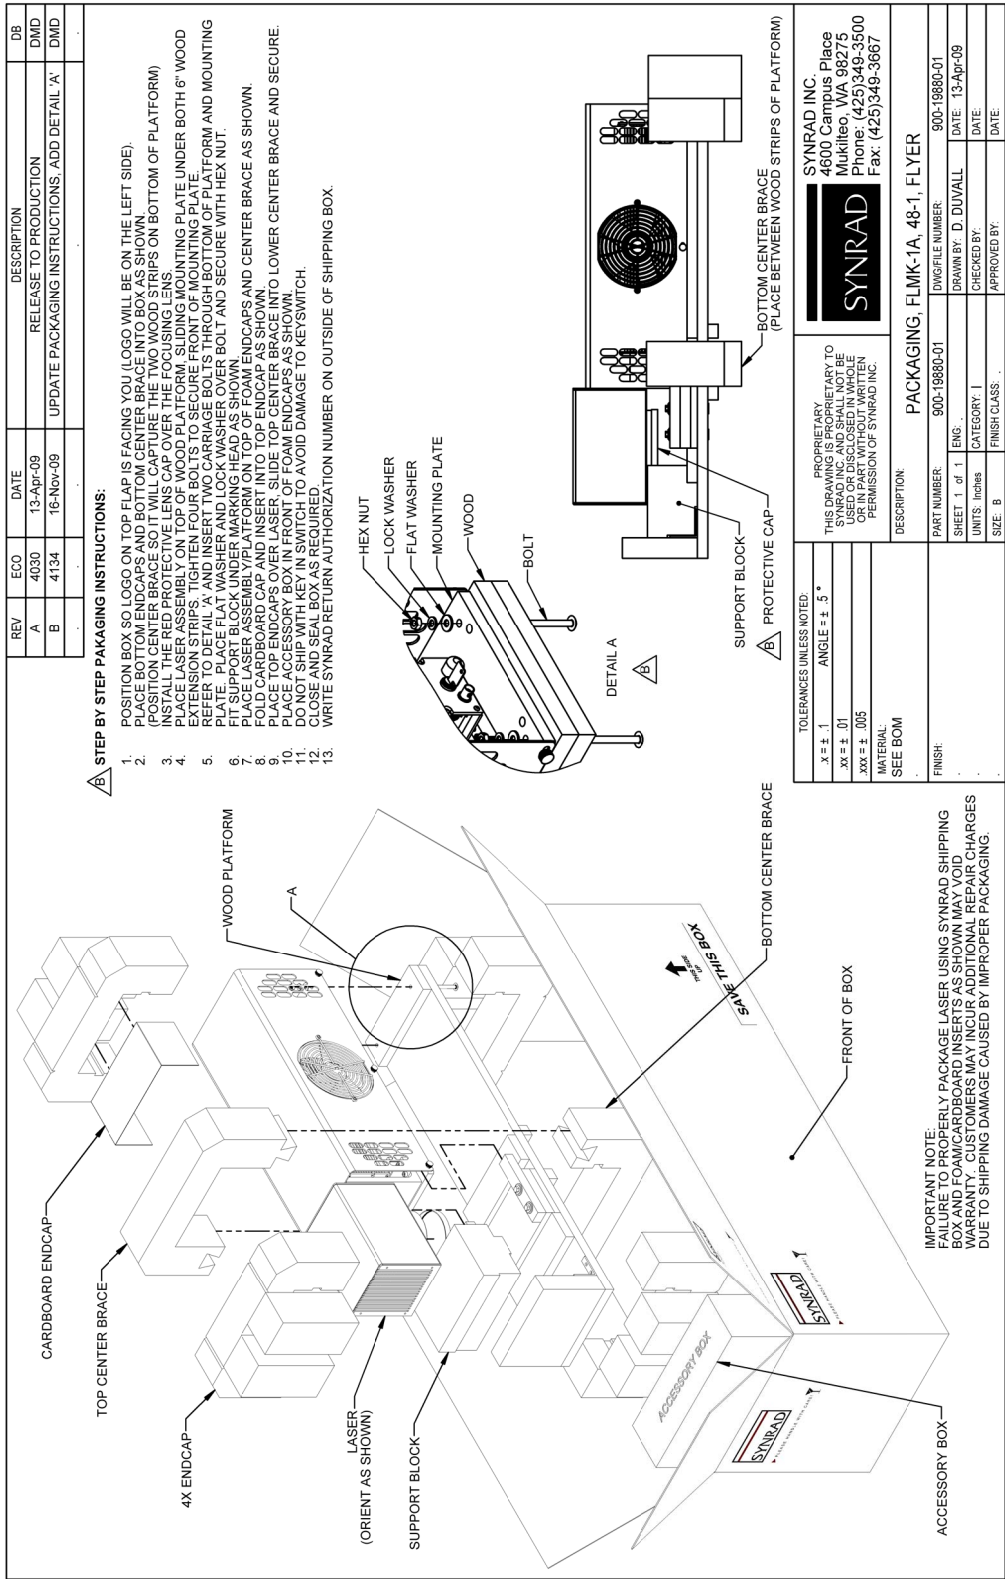 REV ECO DATE DESCRIPTION DB
A 4030 13-Apr-09 RELEASE TO PRODUCTION DMD
B 4134 16-Nov-09 UPDATE PACKAGING INSTRUCTIONS, ADD DETAIL 'A' DMD
B STEP BY STEP PAKAGING INSTRUCTIONS:
1. POSITION BOX SO LOGO ON TOP FLAP IS FACING YOU (LOGO WILL BE ON THE LEFT SIDE).
2. PLACE BOTTOM ENDCAPS AND BOTTOM CENTER BRACE INTO BOX AS SHOWN.
(POSITION CENTER BRACE SO IT WILL CAPTURE THE TWO WOOD STRIPS ON BOTTOM OF PLATFORM)
3. INSTALL THE RED PROTECTIVE LENS CAP OVER THE FOCUSING LENS.
4. PLACE LASER ASSEMBLY ON TOP OF WOOD PLATFORM, SLIDING MOUNTING PLATE UNDER BOTH 6" WOOD
EXTENSION STRIPS. TIGHTEN FOUR BOLTS TO SECURE FRONT OF MOUNTING PLATE.
5. REFER TO DETAIL 'A' AND INSERT TWO CARRIAGE BOLTS THROUGH BOTTOM OF PLATFORM AND MOUNTING
PLATE. PLACE FLAT WASHER AND LOCK WASHER OVER BOLT AND SECURE WITH HEX NUT.
6. FIT SUPPORT BLOCK UNDER MARKING HEAD AS SHOWN.
7. PLACE LASER ASSEMBLY/PLATFORM ON TOP OF FOAM ENDCAPS AND CENTER BRACE AS SHOWN.
8. FOLD CARDBOARD CAP AND INSERT INTO TOP ENDCAP AS SHOWN.
9. PLACE TOP ENDCAPS OVER LASER, SLIDE TOP CENTER BRACE INTO LOWER CENTER BRACE AND SECURE.
10. PLACE ACCESSORY BOX IN FRONT OF FOAM ENDCAPS AS SHOWN.
11. DO NOT SHIP WITH KEY IN SWITCH TO AVOID DAMAGE TO KEYSWITCH.
12. CLOSE AND SEAL BOX AS REQUIRED.
13. WRITE SYNRAD RETURN AUTHORIZATION NUMBER ON OUTSIDE OF SHIPPING BOX.
CARDBOARD ENDCAP
TOP CENTER BRACE
4X ENDCAP
LASER
(ORIENT AS SHOWN)
SUPPORT BLOCK
ACCESSORY BOX
WOOD PLATFORM
A
BOTTOM CENTER BRACE
FRONT OF BOX
THIS SIDE
UP
SAVE THIS BOX
ACCESSORY BOX
SYNRAD
PLEASE HANDLE WITH CARE!
SYNRAD
PLEASE HANDLE WITH CARE!
HEX NUT
LOCK WASHER
FLAT WASHER
MOUNTING PLATE
WOOD
BOLT
DETAIL A
B
SUPPORT BLOCK
B PROTECTIVE CAP
BOTTOM CENTER BRACE
(PLACE BETWEEN WOOD STRIPS OF PLATFORM)
IMPORTANT NOTE:
FAILURE TO PROPERLY PACKAGE LASER USING SYNRAD SHIPPING
BOX AND FOAM/CARDBOARD INSERTS AS SHOWN MAY VOID
WARRANTY. CUSTOMERS MAY INCUR ADDITIONAL REPAIR CHARGES
DUE TO SHIPPING DAMAGE CAUSED BY IMPROPER PACKAGING.
TOLERANCES UNLESS NOTED:
.x = ± .1 ANGLE = ± .5°
.xx = ± .01
.xxx = ± .005
MATERIAL:
SEE BOM
FINISH:
PROPRIETARY
THIS DRAWING IS PROPRIETARY TO
SYNRAD INC. AND SHALL NOT BE
USED OR DISCLOSED IN WHOLE
OR IN PART WITHOUT WRITTEN
PERMISSION OF SYNRAD INC.
SYNRAD
SYNRAD INC.
4600 Campus Place
Mukilteo, WA 98275
Phone: (425)349-3500
Fax: (425)349-3667
DESCRIPTION:
PACKAGING, FLMK-1A, 48-1, FLYER
PART NUMBER: 900-19880-01 DWG/FILE NUMBER: 900-19880-01
SHEET 1 of 1 ENG: . DRAWN BY: D. DUVALL DATE: 13-Apr-09
UNITS: Inches CATEGORY: I CHECKED BY: DATE:
SIZE: B FINISH CLASS: . APPROVED BY: DATE: